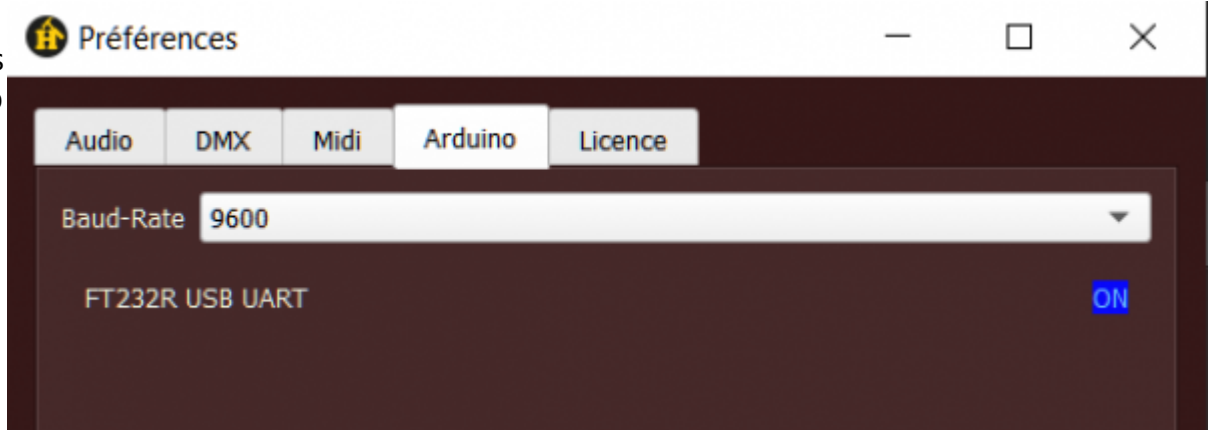 Préférences
Audio DMX Midi Arduino Licence
Baud-Rate 9600
FT232R USB UART ON